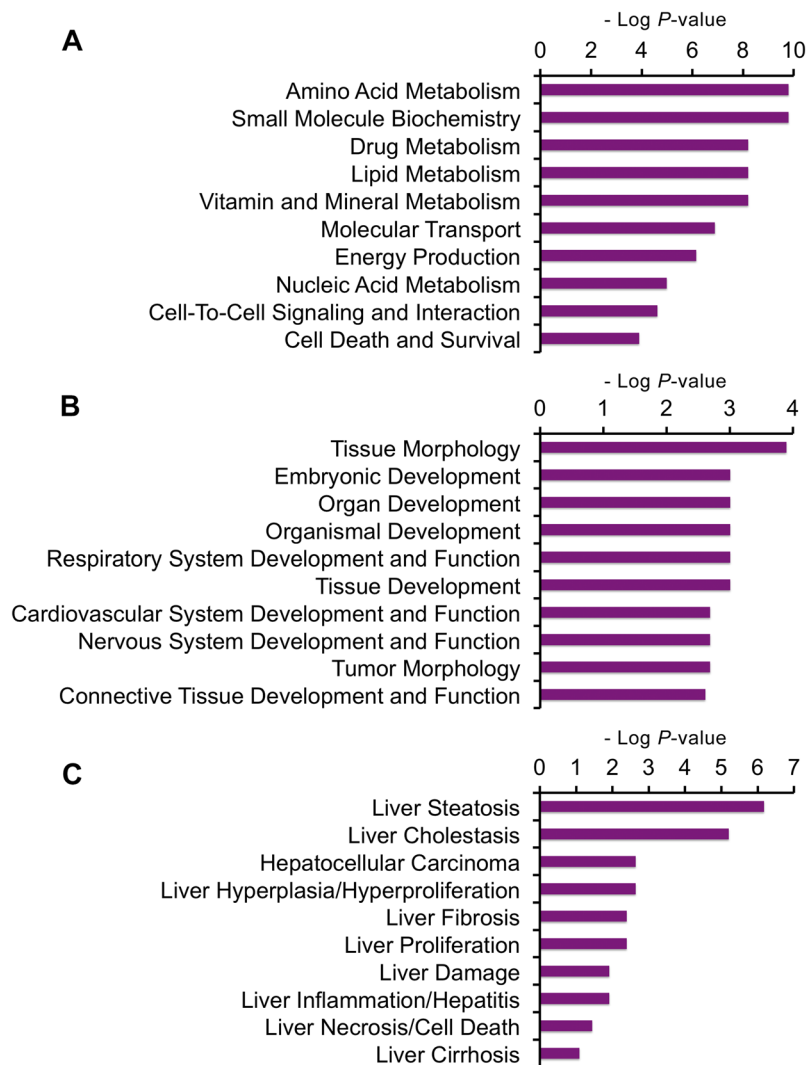 A
- Log P-value
0 2 4 6 8 10
Amino Acid Metabolism
Small Molecule Biochemistry
Drug Metabolism
Lipid Metabolism
Vitamin and Mineral Metabolism
Molecular Transport
Energy Production
Nucleic Acid Metabolism
Cell-To-Cell Signaling and Interaction
Cell Death and Survival
B
- Log P-value
0 1 2 3 4
Tissue Morphology
Embryonic Development
Organ Development
Organismal Development
Respiratory System Development and Function
Tissue Development
Cardiovascular System Development and Function
Nervous System Development and Function
Tumor Morphology
Connective Tissue Development and Function
C
- Log P-value
0 1 2 3 4 5 6 7
Liver Steatosis
Liver Cholestasis
Hepatocellular Carcinoma
Liver Hyperplasia/Hyperproliferation
Liver Fibrosis
Liver Proliferation
Liver Damage
Liver Inflammation/Hepatitis
Liver Necrosis/Cell Death
Liver Cirrhosis